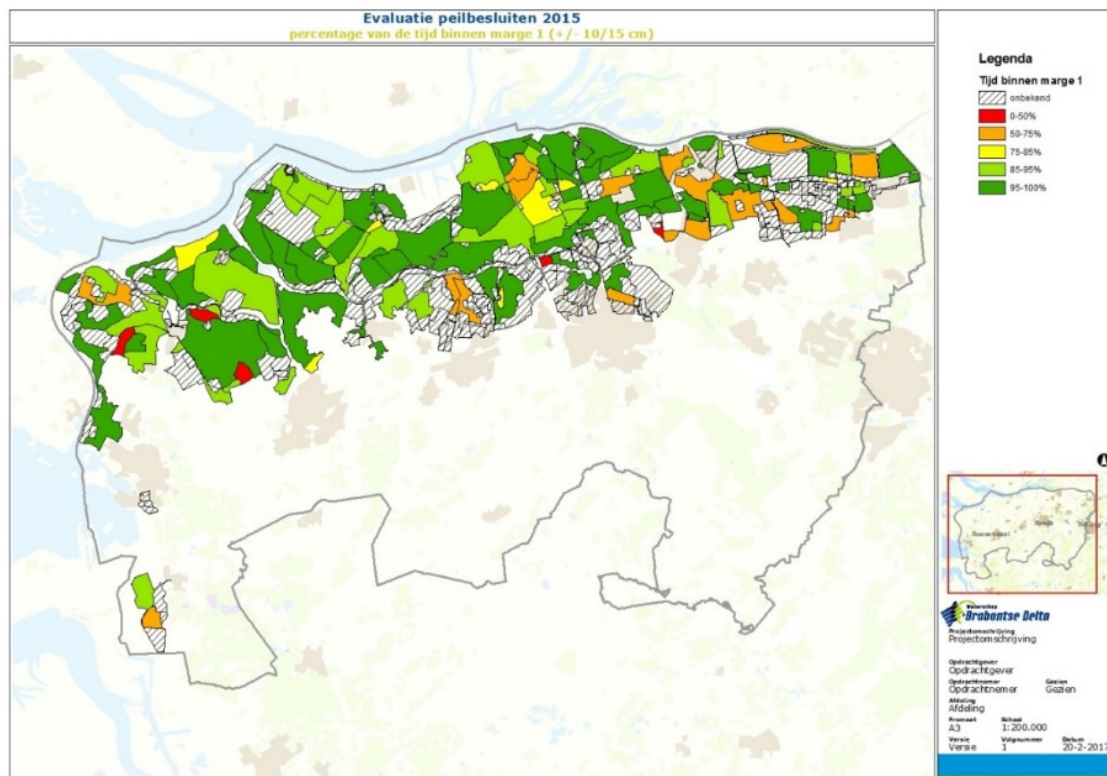 Evaluatie peilbesluiten 2015
percentage van de tijd binnen marge 1 (+/- 10/15 cm)
Legenda
Tijd binnen marge 1
onbekend
0-50%
50-75%
75-85%
85-95%
95-100%
Waterschap
Brabantse Delta
Projectomschrijving
Projectomschrijving
Opdrachtgever
Opdrachtgever
Opdrachtnemer Gezien
Opdrachtnemer Gezien
Afdeling
Afdeling
Formaat Schaal
A3 1:200.000
Versie Volgnummer Datum
Versie 1 20-2-2017